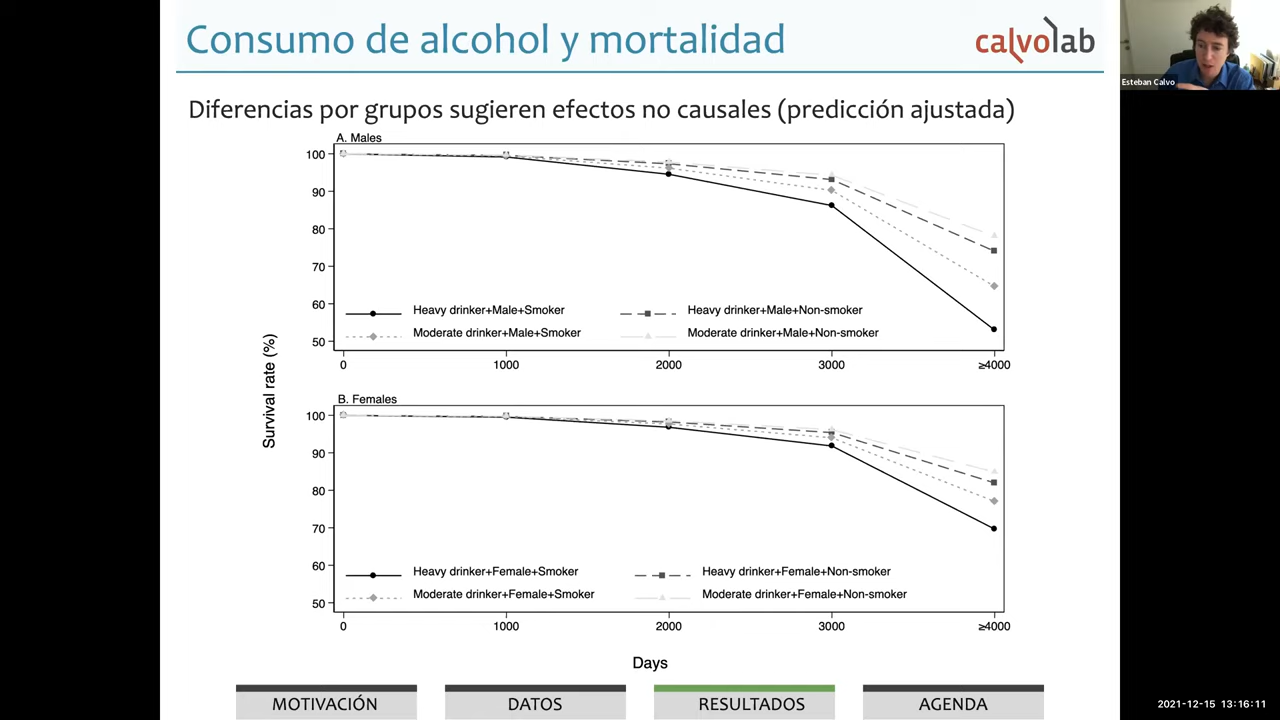 Consumo de alcohol y mortalidad
calvolab
Esteban Calvo
Diferencias por grupos sugieren efectos no causales (predicción ajustada)
A. Males
100
90
80
70
60
50
Heavy drinker+Male+Smoker
Heavy drinker+Male+Non-smoker
Moderate drinker+Male+Smoker
Moderate drinker+Male+Non-smoker
0 1000 2000 3000 ≥4000
Survival rate (%)
B. Females
100
90
80
70
60
50
Heavy drinker+Female+Smoker
Heavy drinker+Female+Non-smoker
Moderate drinker+Female+Smoker
Moderate drinker+Female+Non-smoker
0 1000 2000 3000 ≥4000
Days
MOTIVACIÓN DATOS RESULTADOS AGENDA
2021-12-15 13:16:11